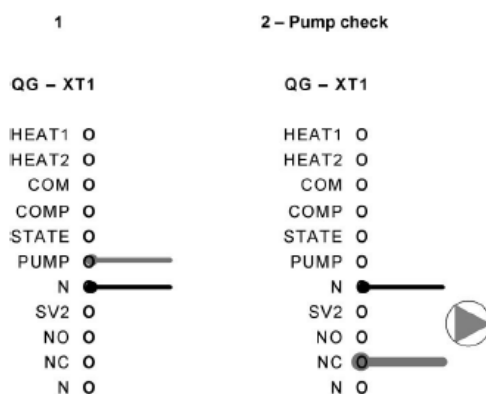 1
2 – Pump check
QG – XT1
QG – XT1
HEAT1
HEAT2
COM
COMP
STATE
PUMP
N
SV2
NO
NC
N
HEAT1
HEAT2
COM
COMP
STATE
PUMP
N
SV2
NO
NC
N